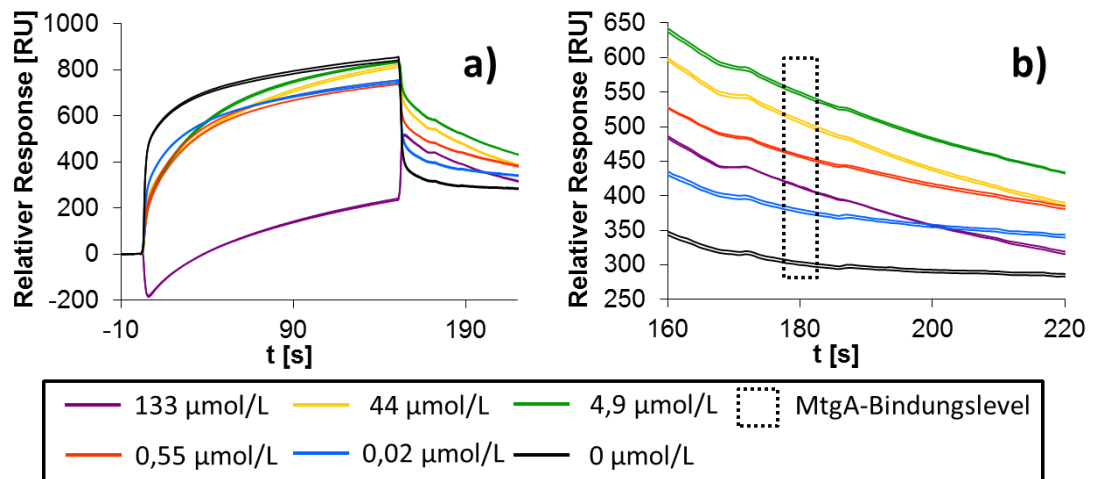 Relativer Response [RU]
1000
800
600
400
200
0
-200
-10
90
190
t [s]
a)
Relativer Response [RU]
650
600
550
500
450
400
350
300
250
160
180
200
220
t [s]
b)
133 µmol/L
44 µmol/L
4,9 µmol/L
MtgA-Bindungslevel
0,55 µmol/L
0,02 µmol/L
0 µmol/L